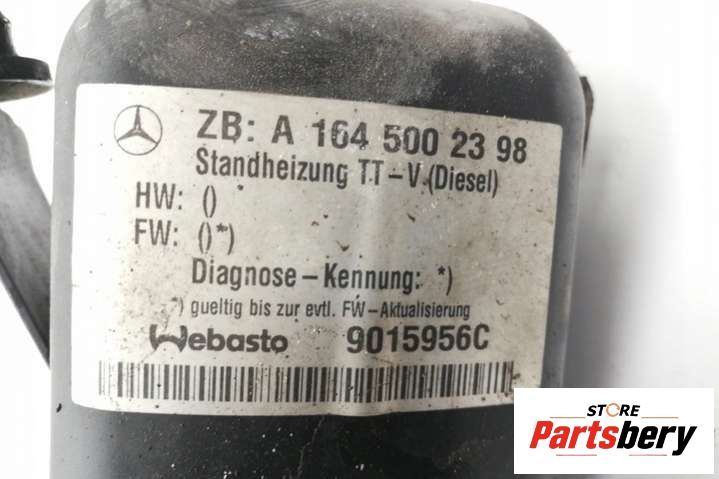 ZB: A 164 500 23 98
Standheizung TT-V (Diesel)
HW: ()
FW: ()*)
Diagnose-Kennung: *)
*) gueltig bis zur evtl. FW-Aktualisierung
Webasto 9015956C
STORE
Partsbery